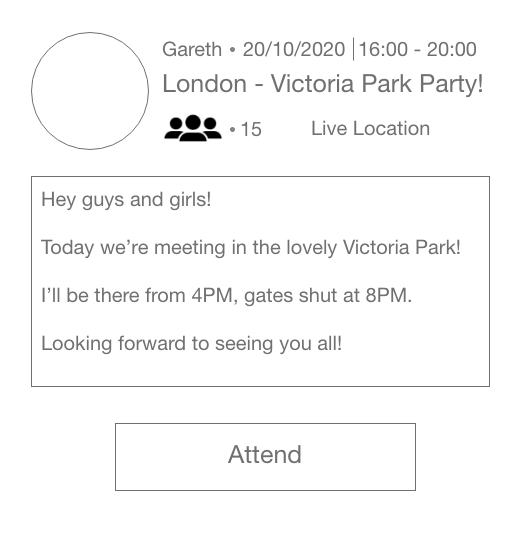 Gareth • 20/10/2020 | 16:00 - 20:00
London - Victoria Park Party!
• 15 Live Location
Hey guys and girls!
Today we’re meeting in the lovely Victoria Park!
I’ll be there from 4PM, gates shut at 8PM.
Looking forward to seeing you all!
Attend